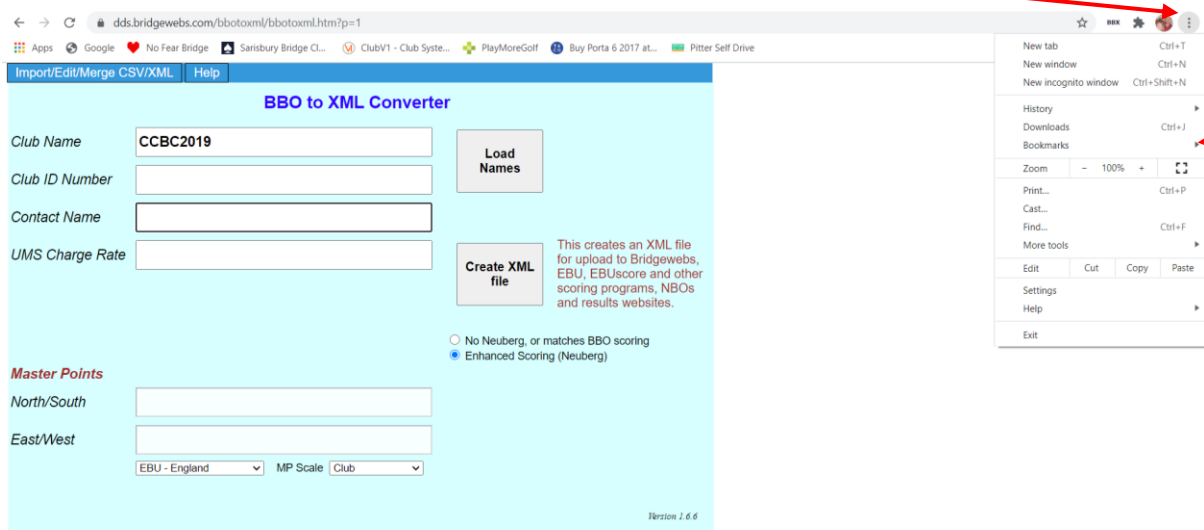 dds.bridgewebs.com/bbotoxml/bbotoxml.htm?p=1
BBX
Apps Google No Fear Bridge Sarisbury Bridge Cl... ClubV1 - Club Syste... PlayMoreGolf Buy Porta 6 2017 at... Pitter Self Drive
Import/Edit/Merge CSV/XML Help
BBO to XML Converter
Club Name CCBC2019
Load
Names
Club ID Number
Contact Name
UMS Charge Rate
Create XML
file
This creates an XML file
for upload to Bridgewebs,
EBU, EBUscore and other
scoring programs, NBOs
and results websites.
No Neuberg, or matches BBO scoring
Enhanced Scoring (Neuberg)
Master Points
North/South
East/West
EBU - England MP Scale Club
Version 1.6.6
New tab Ctrl+T
New window Ctrl+N
New incognito window Ctrl+Shift+N
History
Downloads Ctrl+J
Bookmarks
Zoom - 100% +
Print... Ctrl+P
Cast...
Find... Ctrl+F
More tools
Edit Cut Copy Paste
Settings
Help
Exit